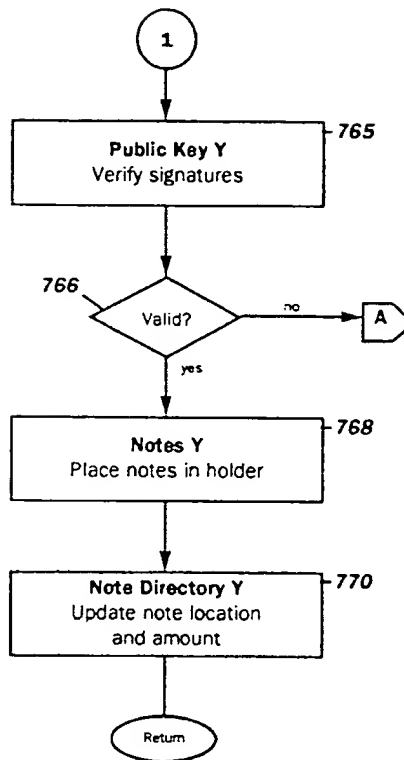 1
765
Public Key Y
Verify signatures
766
Valid?
no
A
yes
768
Notes Y
Place notes in holder
770
Note Directory Y
Update note location
and amount
Return